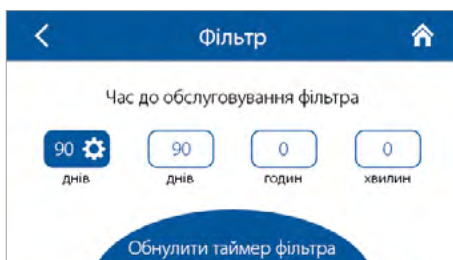 Фільтр
Час до обслуговування фільтра
90 90 0 0
днів днів годин хвилин
Обнулити таймер фільтра